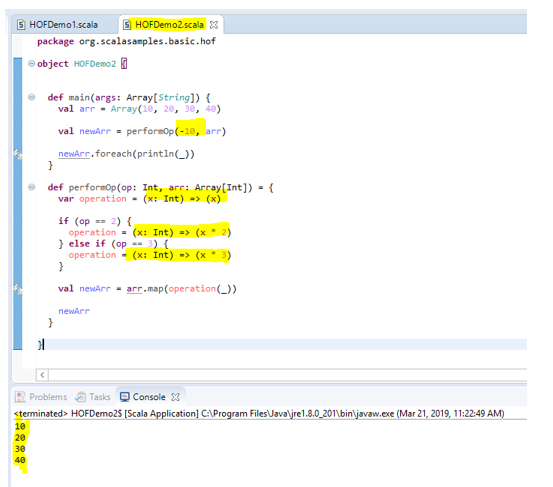 HOFDemo1.scala HOFDemo2.scala
package org.scalasamples.basic.hof
object HOFDemo2 {
def main(args: Array[String]) {
val arr = Array(10, 20, 30, 40)
val newArr = performOp(-10, arr)
newArr.foreach(println(_))
}
def performOp(op: Int, arr: Array[Int]) = {
var operation = (x: Int) => (x)
if (op == 2) {
operation = (x: Int) => (x * 2)
} else if (op == 3) {
operation = (x: Int) => (x * 3)
}
val newArr = arr.map(operation(_))
newArr
}
}
Problems Tasks Console
<terminated> HOFDemo2$ [Scala Application] C:\Program Files\Java\jre1.8.0_201\bin\javaw.exe (Mar 21, 2019, 11:22:49 AM)
10
20
30
40